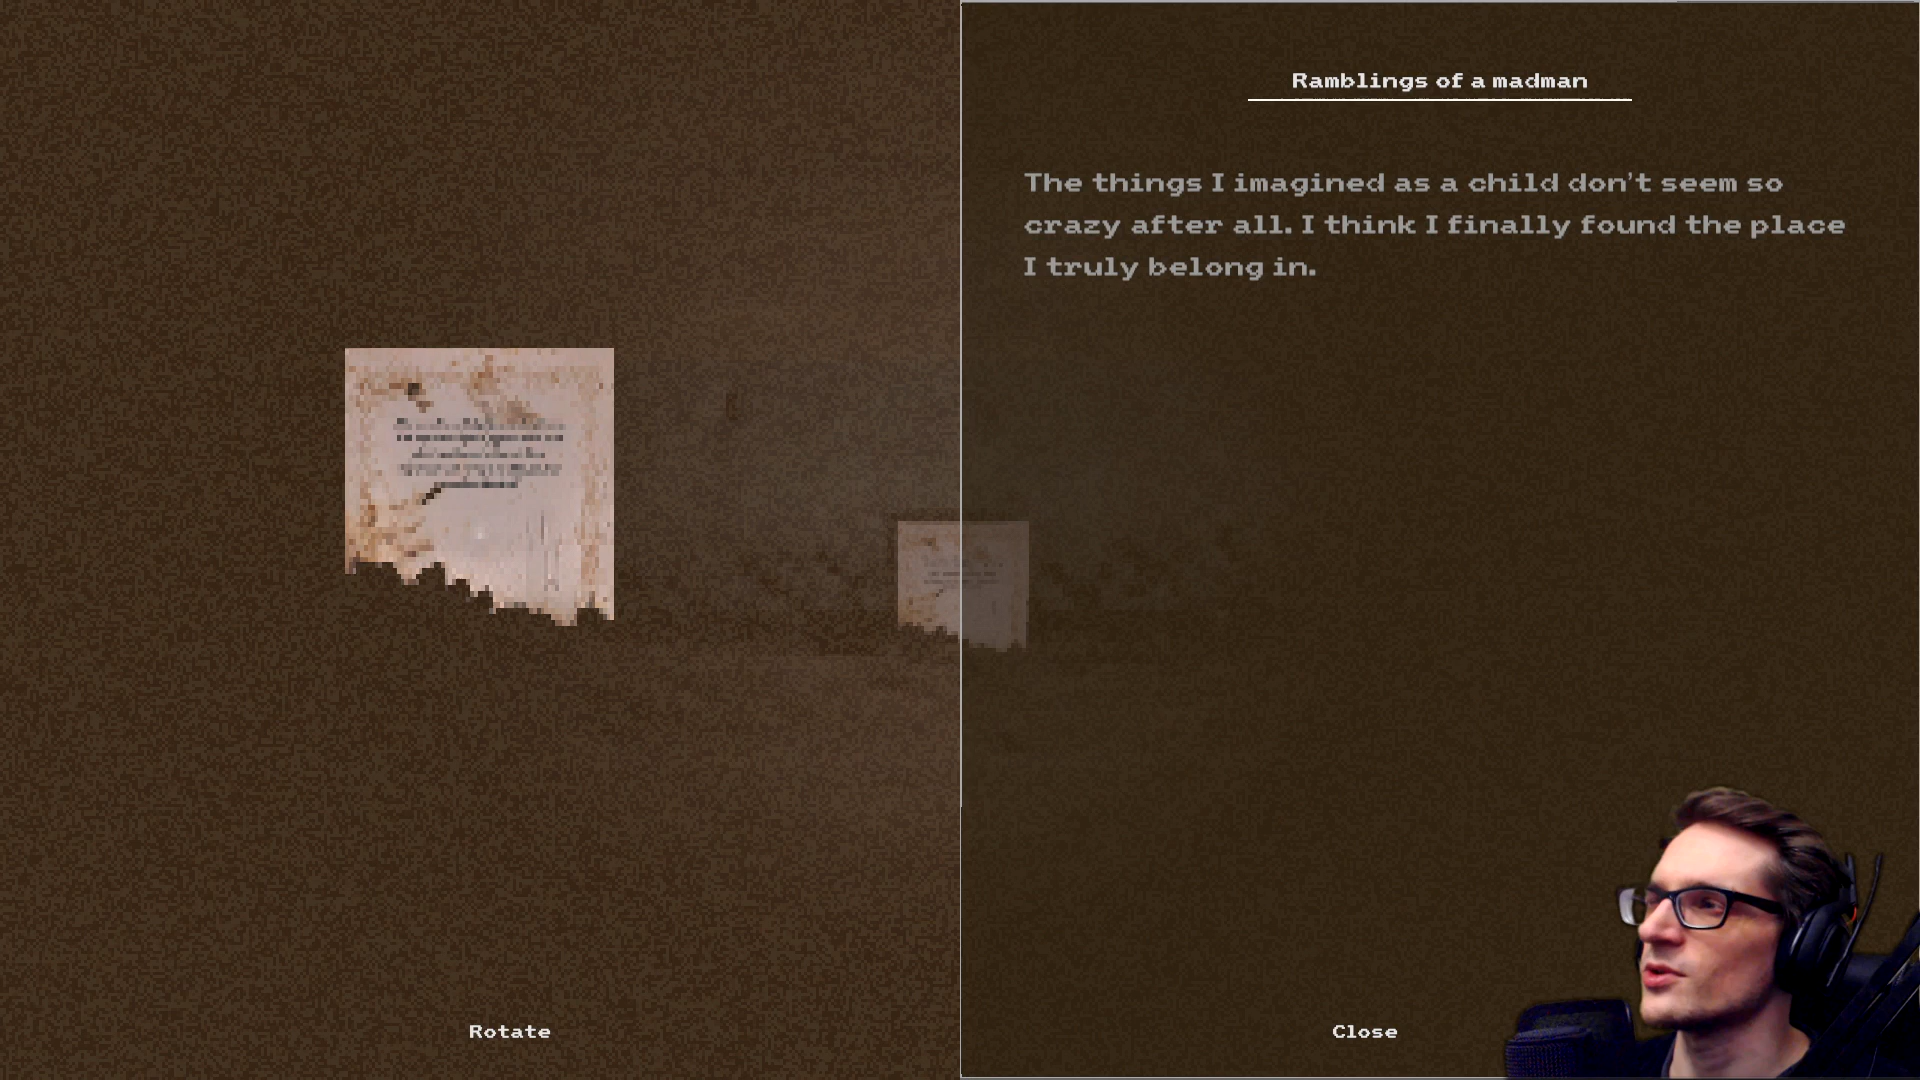 Ramblings of a madman
The things I imagined as a child don't seem so
crazy after all. I think I finally found the place
I truly belong in.
Rotate
Close